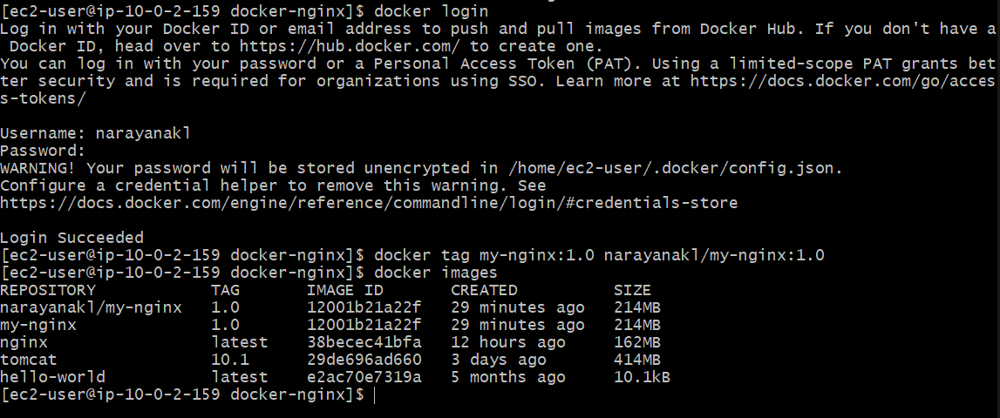 [ec2-user@ip-10-0-2-159 docker-nginx]$ docker login
Log in with your Docker ID or email address to push and pull images from Docker Hub. If you don't have a
 Docker ID, head over to https://hub.docker.com/ to create one.
You can log in with your password or a Personal Access Token (PAT). Using a limited-scope PAT grants bet
ter security and is required for organizations using SSO. Learn more at https://docs.docker.com/go/acces
s-tokens/
Username: narayanakl
Password:
WARNING! Your password will be stored unencrypted in /home/ec2-user/.docker/config.json.
Configure a credential helper to remove this warning. See
https://docs.docker.com/engine/reference/commandline/login/#credentials-store
Login Succeeded
[ec2-user@ip-10-0-2-159 docker-nginx]$ docker tag my-nginx:1.0 narayanakl/my-nginx:1.0
[ec2-user@ip-10-0-2-159 docker-nginx]$ docker images
REPOSITORY            TAG       IMAGE ID       CREATED          SIZE
narayanakl/my-nginx   1.0       12001b21a22f   29 minutes ago   214MB
my-nginx              1.0       12001b21a22f   29 minutes ago   214MB
nginx                 latest    38becec41bfa   12 hours ago     162MB
tomcat                10.1      29de696ad660   3 days ago       414MB
hello-world           latest    e2ac70e7319a   5 months ago     10.1kB
[ec2-user@ip-10-0-2-159 docker-nginx]$